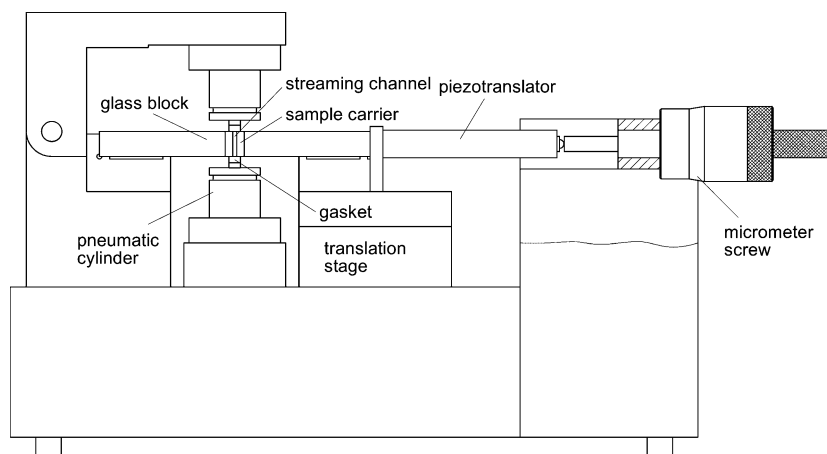 streaming channel
piezotranslator
glass block
sample carrier
gasket
pneumatic
cylinder
translation
stage
micrometer
screw